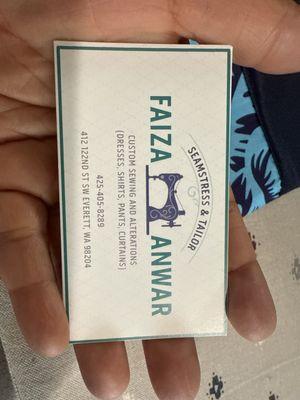 SEAMSTRESS & TAILOR
FAIZA ANWAR
CUSTOM SEWING AND ALTERATIONS
(DRESSES, SHIRTS, PANTS, CURTAINS)
425-405-8289
412 122ND ST SW EVERETT, WA 98204